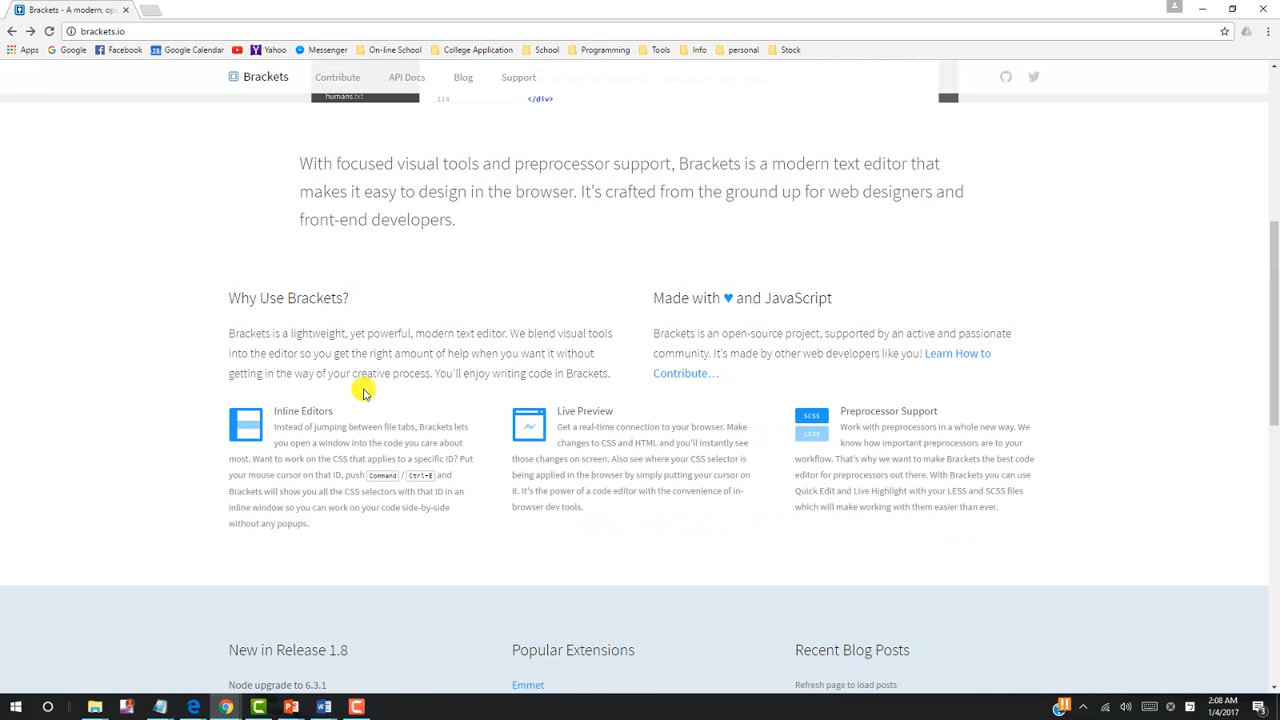 Brackets - A modern, ope
brackets.io
Apps Google Facebook Google Calendar Yahoo Messenger On-line School College Application School Programming Tools Info personal Stock
Brackets Contribute API Docs Blog Support
humans.txt
114 </div>
With focused visual tools and preprocessor support, Brackets is a modern text editor that
makes it easy to design in the browser. It's crafted from the ground up for web designers and
front-end developers.
Why Use Brackets?
Brackets is a lightweight, yet powerful, modern text editor. We blend visual tools
into the editor so you get the right amount of help when you want it without
getting in the way of your creative process. You'll enjoy writing code in Brackets.
Made with ♥ and JavaScript
Brackets is an open-source project, supported by an active and passionate
community. It's made by other web developers like you! Learn How to
Contribute…
Inline Editors
Instead of jumping between file tabs, Brackets lets
you open a window into the code you care about
most. Want to work on the CSS that applies to a specific ID? Put
your mouse cursor on that ID, push Command / Ctrl+E and
Brackets will show you all the CSS selectors with that ID in an
inline window so you can work on your code side-by-side
without any popups.
Live Preview
Get a real-time connection to your browser. Make
changes to CSS and HTML and you'll instantly see
those changes on screen. Also see where your CSS selector is
being applied in the browser by simply putting your cursor on
it. It's the power of a code editor with the convenience of in-
browser dev tools.
SCSS
LESS
Preprocessor Support
Work with preprocessors in a whole new way. We
know how important preprocessors are to your
workflow. That's why we want to make Brackets the best code
editor for preprocessors out there. With Brackets you can use
Quick Edit and Live Highlight with your LESS and SCSS files
which will make working with them easier than ever.
New in Release 1.8
Node upgrade to 6.3.1
Popular Extensions
Emmet
Recent Blog Posts
Refresh page to load posts
2:08 AM
1/4/2017